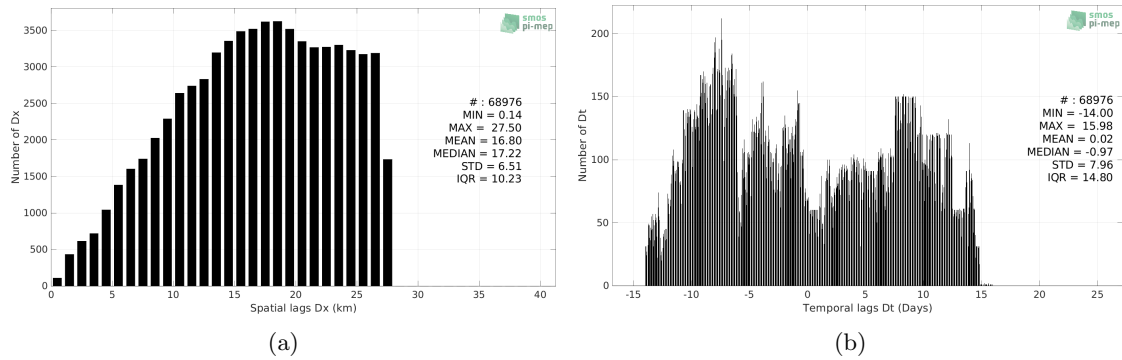 smos
pi-mep
3500
3000
2500
2000
1500
1000
500
0
Number of Dx
# : 68976
MIN = 0.14
MAX = 27.50
MEAN = 16.80
MEDIAN = 17.22
STD = 6.51
IQR = 10.23
0 5 10 15 20 25 30 35 40
Spatial lags Dx (km)
(a)
smos
pi-mep
200
150
100
50
0
Number of Dt
# : 68976
MIN = -14.00
MAX = 15.98
MEAN = 0.02
MEDIAN = -0.97
STD = 7.96
IQR = 14.80
-15 -10 -5 0 5 10 15 20 25
Temporal lags Dt (Days)
(b)